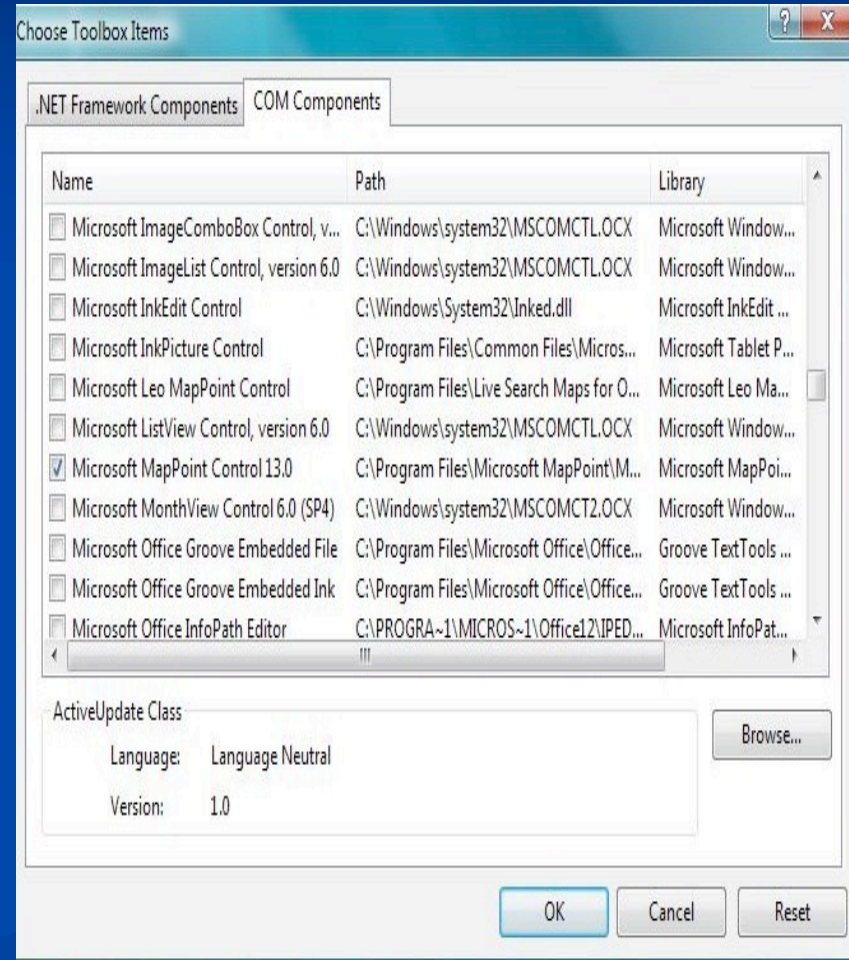 Choose Toolbox Items ? X
.NET Framework Components COM Components
Name Path Library
Microsoft ImageComboBox Control, v... C:\Windows\system32\MSCOMCTL.OCX Microsoft Window...
Microsoft ImageList Control, version 6.0 C:\Windows\system32\MSCOMCTL.OCX Microsoft Window...
Microsoft InkEdit Control C:\Windows\System32\Inked.dll Microsoft InkEdit ...
Microsoft InkPicture Control C:\Program Files\Common Files\Micros... Microsoft Tablet P...
Microsoft Leo MapPoint Control C:\Program Files\Live Search Maps for O... Microsoft Leo Ma...
Microsoft ListView Control, version 6.0 C:\Windows\system32\MSCOMCTL.OCX Microsoft Window...
Microsoft MapPoint Control 13.0 C:\Program Files\Microsoft MapPoint\M... Microsoft MapPoi...
Microsoft MonthView Control 6.0 (SP4) C:\Windows\system32\MSCOMCT2.OCX Microsoft Window...
Microsoft Office Groove Embedded File C:\Program Files\Microsoft Office\Office... Groove TextTools ...
Microsoft Office Groove Embedded Ink C:\Program Files\Microsoft Office\Office... Groove TextTools ...
Microsoft Office InfoPath Editor C:\PROGRA~1\MICROS~1\Office12\IPED... Microsoft InfoPat...
ActiveUpdate Class
Browse...
Language: Language Neutral
Version: 1.0
OK Cancel Reset